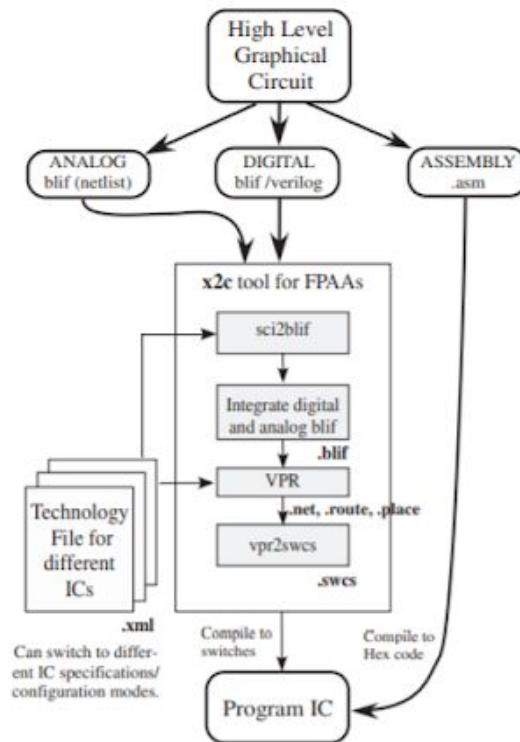 High Level
Graphical
Circuit
ANALOG
blif (netlist)
DIGITAL
blif /verilog
ASSEMBLY
.asm
x2c tool for FPAAs
sci2blif
Integrate digital
and analog blif
.blif
VPR
.net, .route, .place
vpr2swcs
.swcs
Technology
File for
different
ICs
.xml
Can switch to differ-
ent IC specifications/
configuration modes.
Compile to
switches
Compile to
Hex code
Program IC